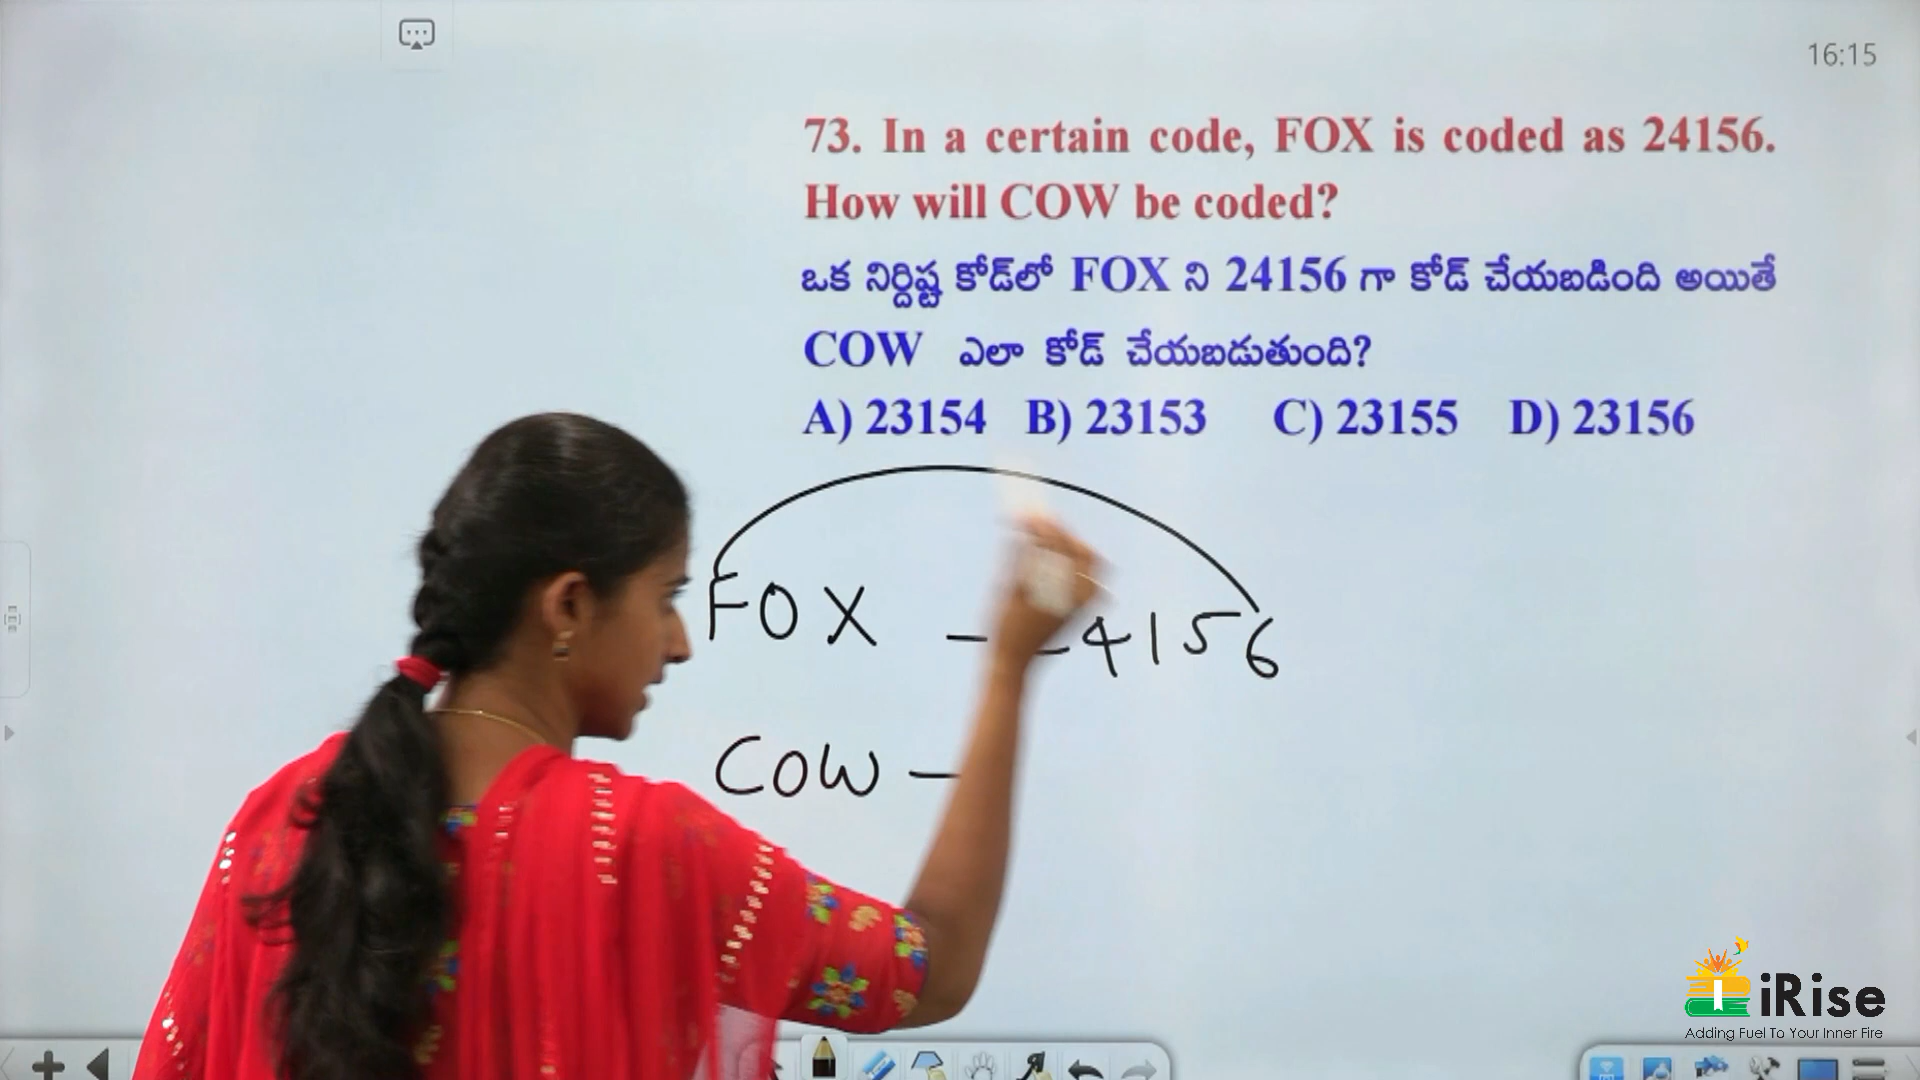 16:15
73. In a certain code, FOX is coded as 24156.
How will COW be coded?
ఒక నిర్దిష్ట కోడ్‌లో FOX ని 24156 గా కోడ్ చేయబడింది అయితే
COW ఎలా కోడ్ చేయబడుతుంది?
A) 23154 B) 23153 C) 23155 D) 23156
FOX - 4156
COW -
iRise
Adding Fuel To Your Inner Fire